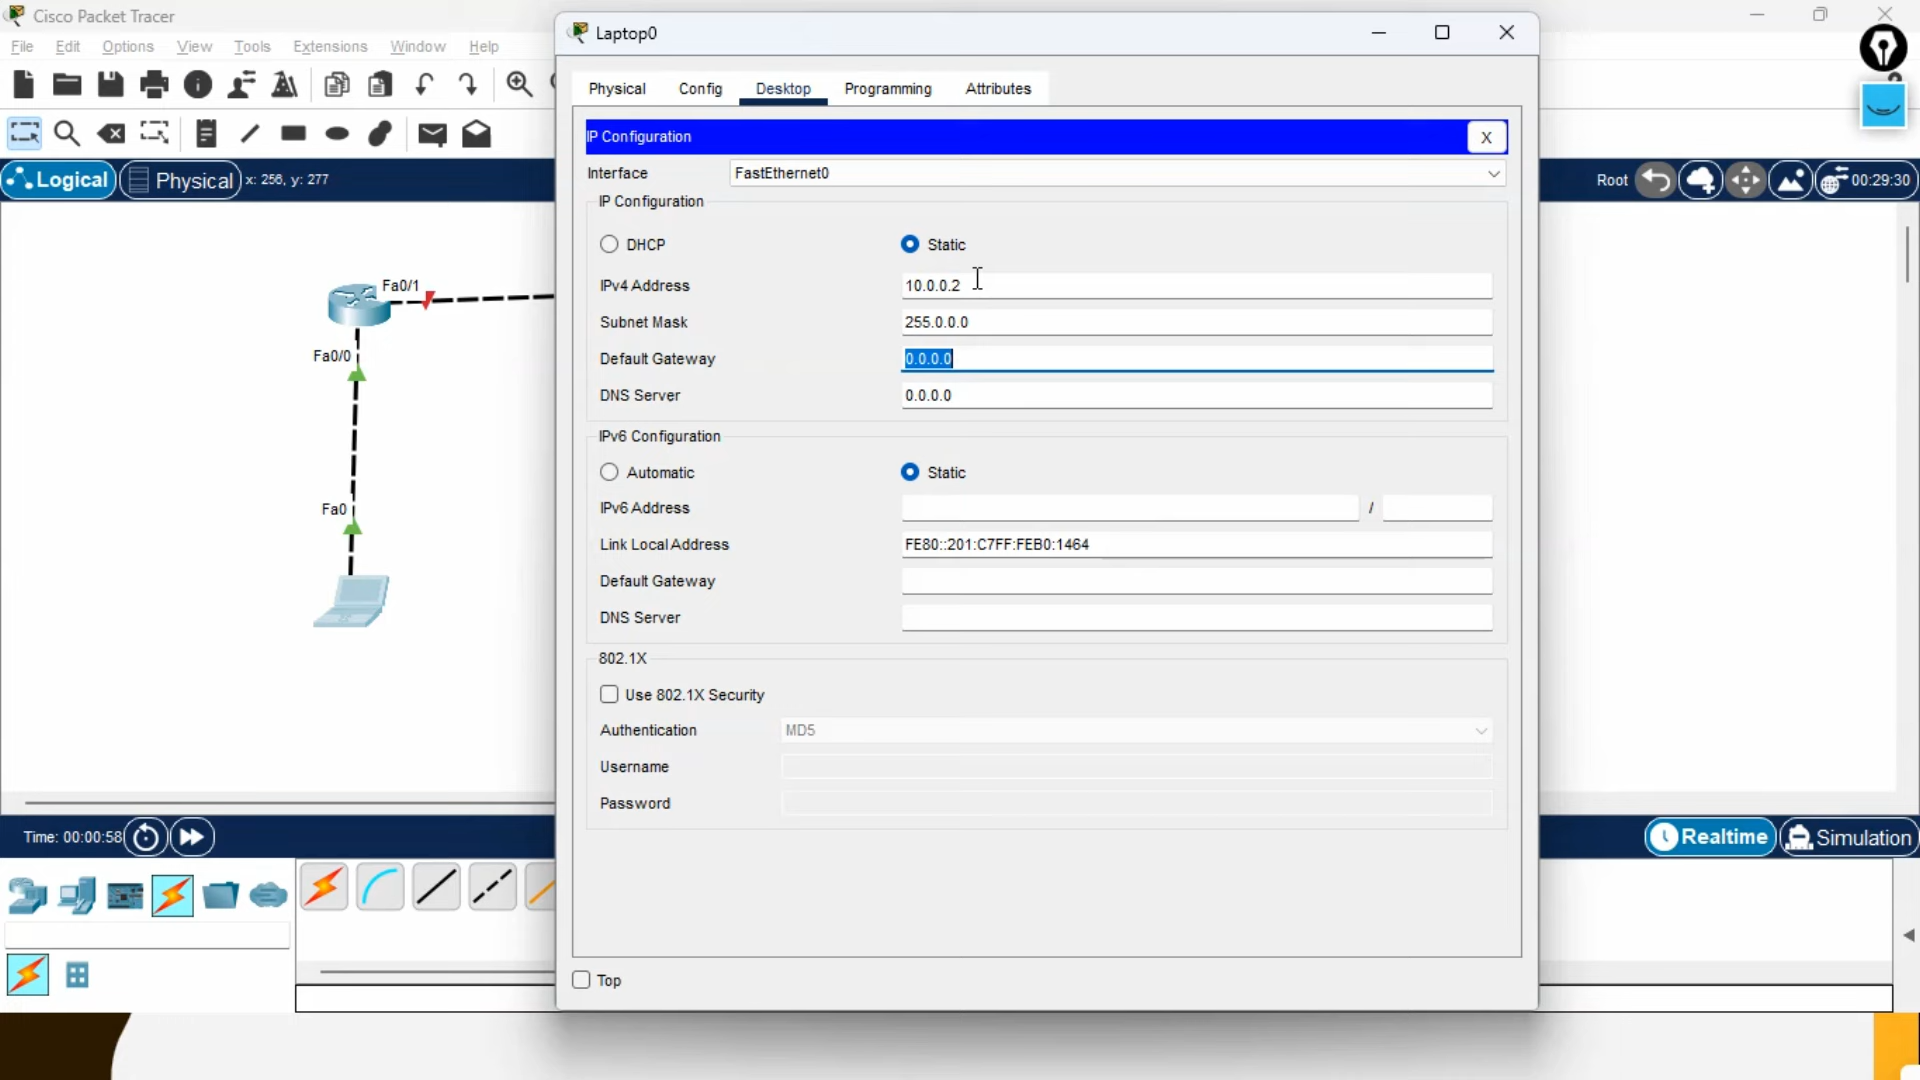 Cisco Packet Tracer
File Edit Options View Tools Extensions Window Help
Logical Physical x: 256, y: 277
Root 00:29:30
Fa0/1
Fa0/0
Fa0
Time: 00:00:58
Realtime Simulation
Laptop0
Physical Config Desktop Programming Attributes
IP Configuration X
Interface FastEthernet0
IP Configuration
DHCP Static
IPv4 Address 10.0.0.2
Subnet Mask 255.0.0.0
Default Gateway 0.0.0.0
DNS Server 0.0.0.0
IPv6 Configuration
Automatic Static
IPv6 Address /
Link Local Address FE80::201:C7FF:FEB0:1464
Default Gateway
DNS Server
802.1X
Use 802.1X Security
Authentication MD5
Username
Password
Top